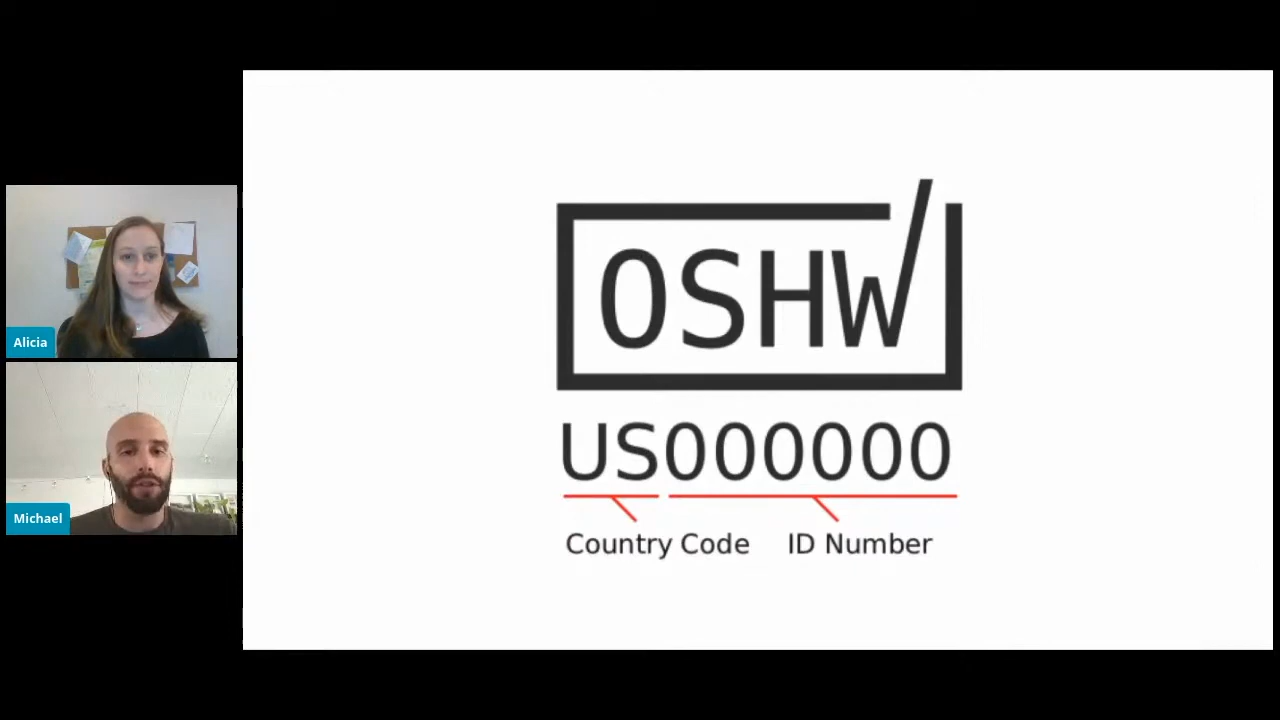 Alicia
Michael
OSHW
US000000
Country Code
ID Number